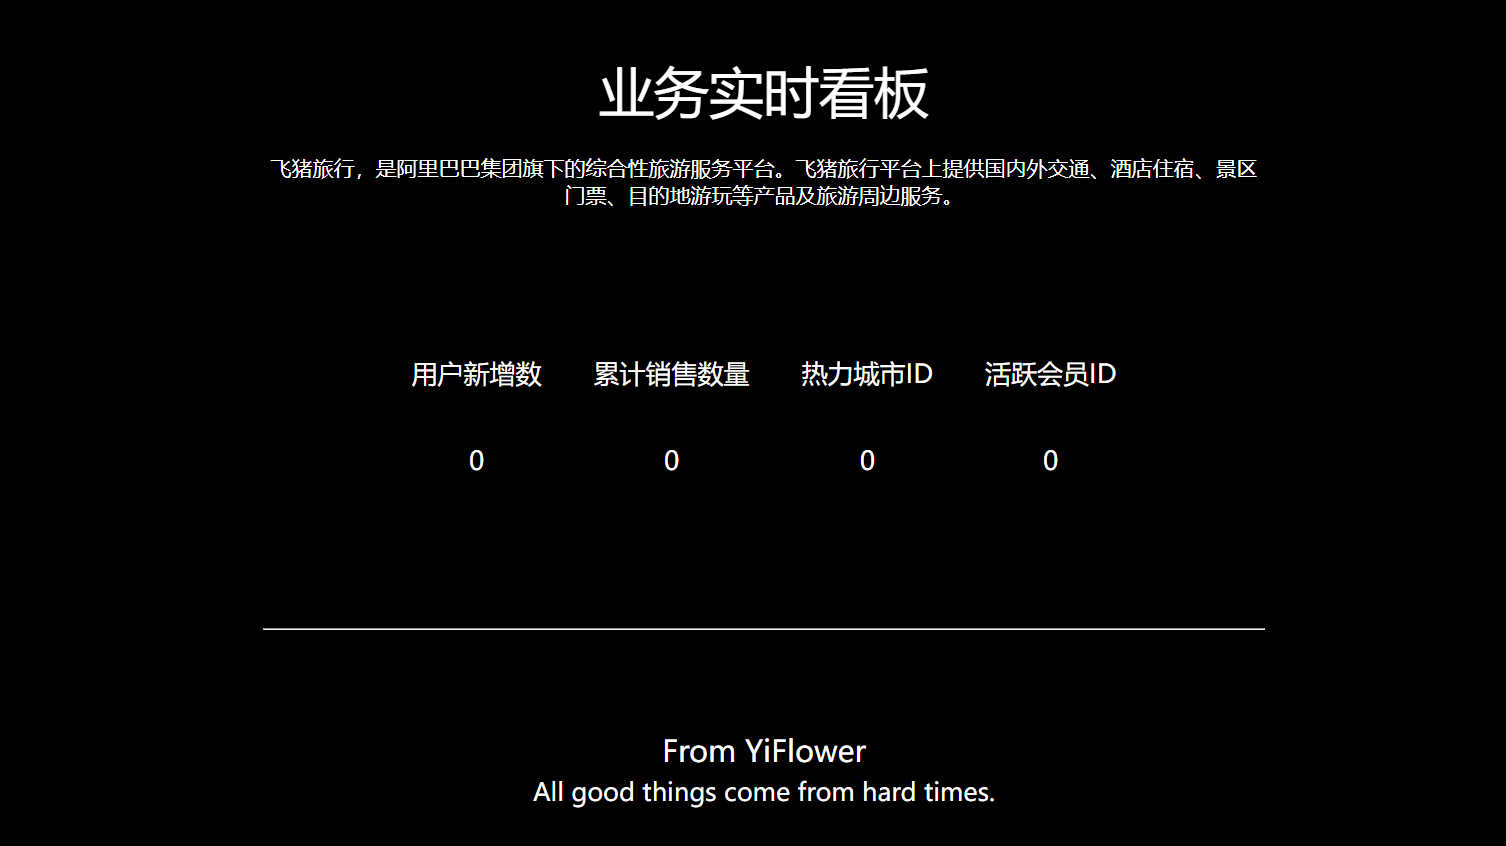 业务实时看板
飞猪旅行，是阿里巴巴集团旗下的综合性旅游服务平台。飞猪旅行平台上提供国内外交通、酒店住宿、景区
门票、目的地游玩等产品及旅游周边服务。
用户新增数 累计销售数量 热力城市ID 活跃会员ID
0 0 0 0
From YiFlower
All good things come from hard times.